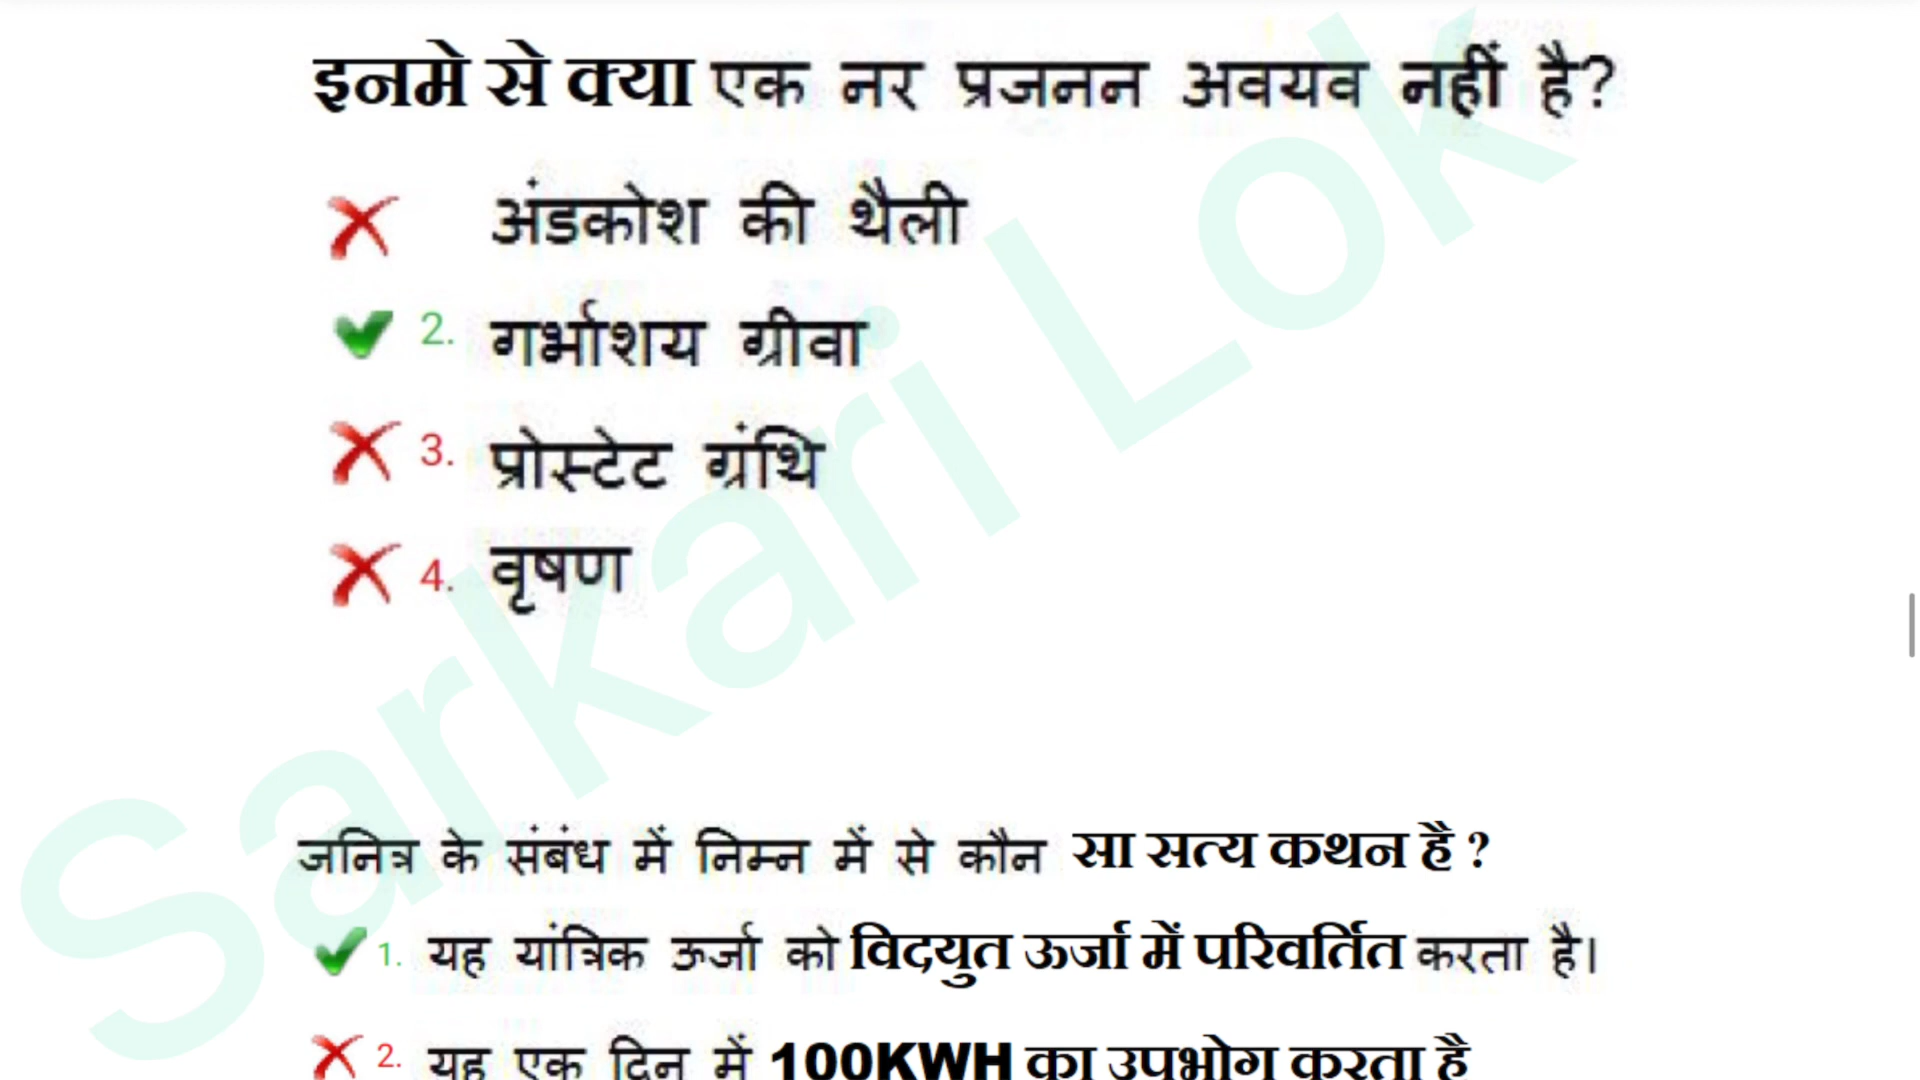 इनमे से क्या एक नर प्रजनन अवयव नहीं है?
अंडकोश की थैली
2. गर्भाशय ग्रीवा
3. प्रोस्टेट ग्रंथि
4. वृषण
Sarkari Lok
जनित्र के संबंध में निम्न में से कौन सा सत्य कथन है ?
1. यह यांत्रिक ऊर्जा को विदयुत ऊर्जा में परिवर्तित करता है।
2. यह एक दिन में 100KWH का उपभोग करता है